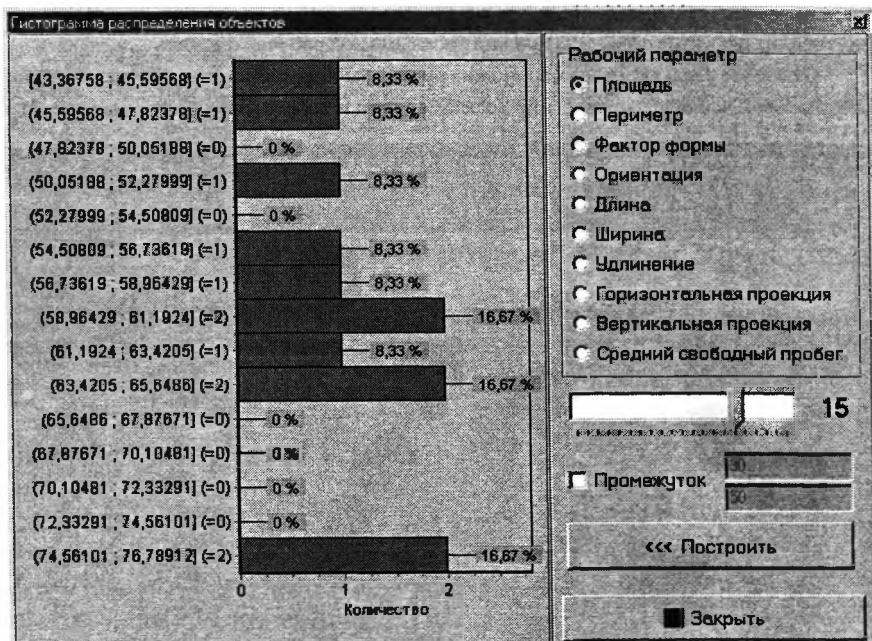 Гистограмма распределения объектов
[43,36758 ; 45,59568] (=1)
8,33 %
(45,59568 ; 47,82378] (=1)
8,33 %
(47,82378 ; 50,05188] (=0)
0 %
(50,05188 ; 52,27999] (=1)
8,33 %
(52,27999 ; 54,50809] (=0)
0 %
(54,50809 ; 56,73619] (=1)
8,33 %
(56,73619 ; 58,96429] (=1)
8,33 %
(58,96429 ; 61,1924] (=2)
16,67 %
(61,1924 ; 63,4205] (=1)
8,33 %
(63,4205 ; 65,6486] (=2)
16,67 %
(65,6486 ; 67,87671] (=0)
0 %
(67,87671 ; 70,10481] (=0)
0 %
(70,10481 ; 72,33291] (=0)
0 %
(72,33291 ; 74,56101] (=0)
0 %
(74,56101 ; 76,78912] (=2)
16,67 %
0 1 2
Количество
Рабочий параметр
Площадь
Периметр
Фактор формы
Ориентация
Длина
Ширина
Удлинение
Горизонтальная проекция
Вертикальная проекция
Средний свободный пробег
15
Промежуток
30
50
<<< Построить
Закрыть